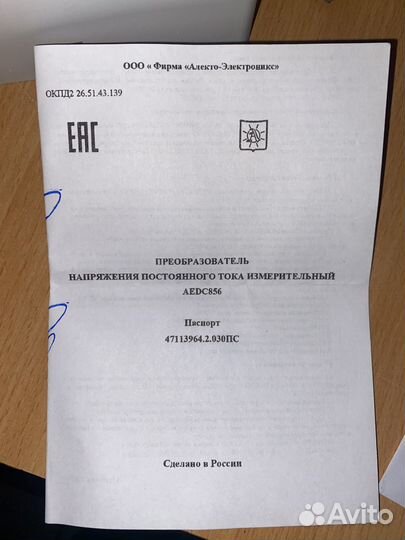 ООО « Фирма «Алекто-Электроникс»
ОКПД2 26.51.43.139
EAC
ПРЕОБРАЗОВАТЕЛЬ
НАПРЯЖЕНИЯ ПОСТОЯННОГО ТОКА ИЗМЕРИТЕЛЬНЫЙ
AEDC856
Паспорт
47113964.2.030ПС
Сделано в России
Avito